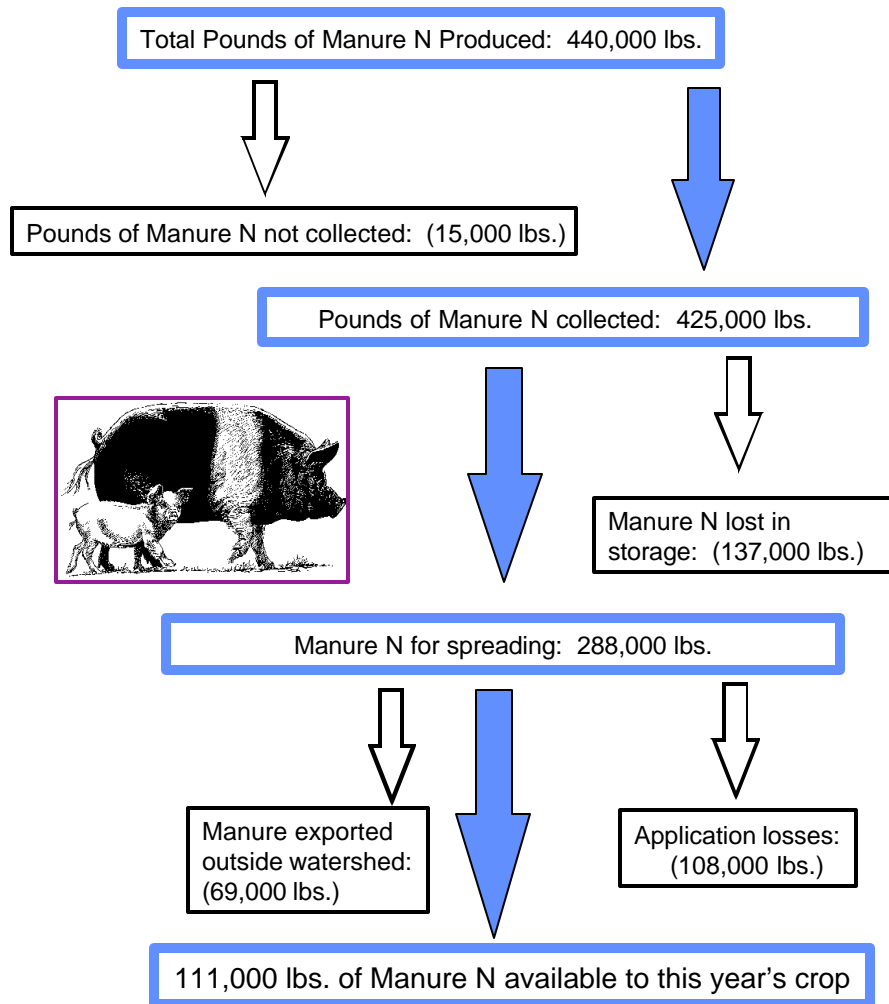 Total Pounds of Manure N Produced: 440,000 lbs.
Pounds of Manure N not collected: (15,000 lbs.)
Pounds of Manure N collected: 425,000 lbs.
Manure N lost in
storage: (137,000 lbs.)
Manure N for spreading: 288,000 lbs.
Manure exported
outside watershed:
(69,000 lbs.)
Application losses:
(108,000 lbs.)
111,000 lbs. of Manure N available to this year’s crop